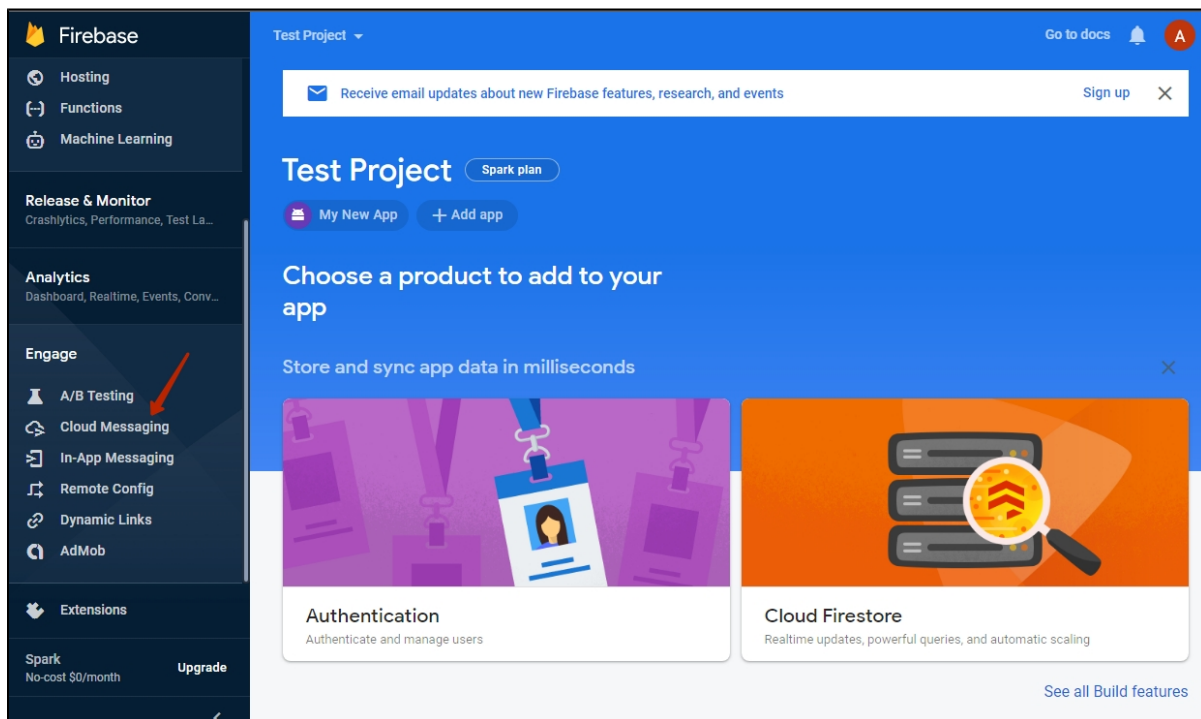 Firebase
Hosting
Functions
Machine Learning
Release & Monitor
Crashlytics, Performance, Test La...
Analytics
Dashboard, Realtime, Events, Conv...
Engage
A/B Testing
Cloud Messaging
In-App Messaging
Remote Config
Dynamic Links
AdMob
Extensions
Spark
No-cost $0/month
Upgrade
Test Project
Go to docs
A
Receive email updates about new Firebase features, research, and events
Sign up
Test Project
Spark plan
My New App
+ Add app
Choose a product to add to your
app
Store and sync app data in milliseconds
Authentication
Authenticate and manage users
Cloud Firestore
Realtime updates, powerful queries, and automatic scaling
See all Build features